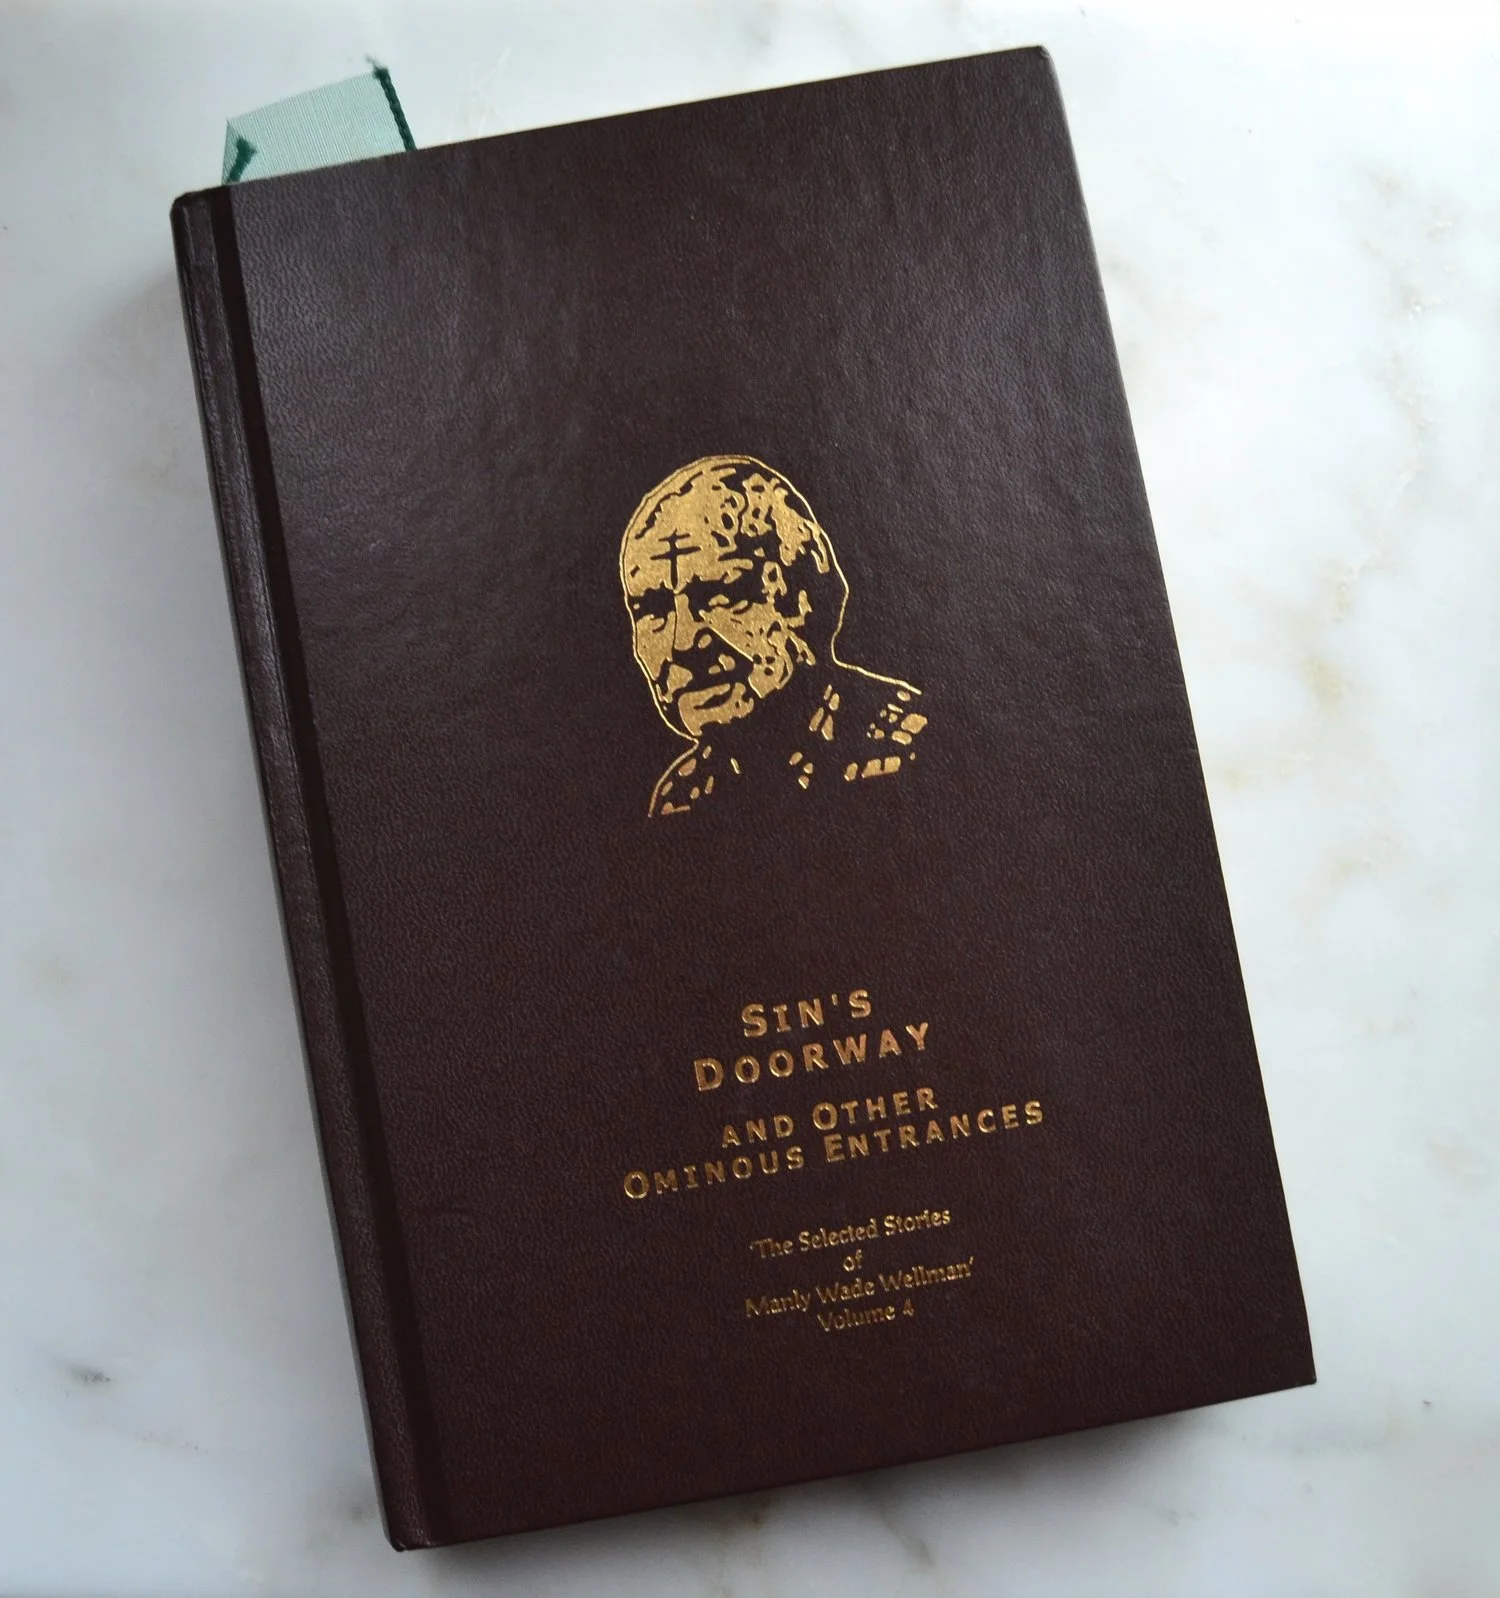 SIN'S
DOORWAY
AND OTHER
OMINOUS ENTRANCES
'The Selected Stories
of
Manly Wade Wellman'
Volume 4